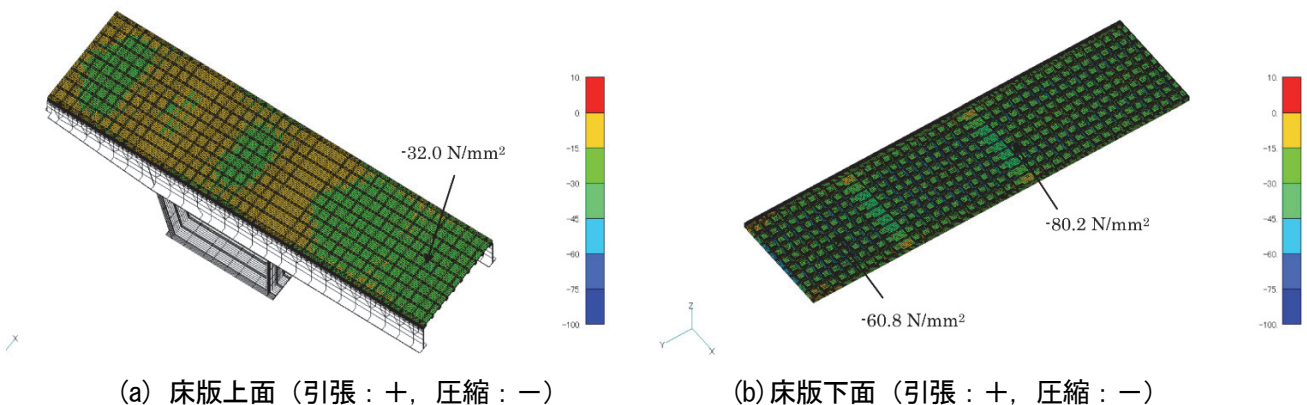 -32.0 N/mm²
10.
0.
-15.
-30.
-45.
-60.
-75.
-100.
X
(a) 床版上面（引張：＋，圧縮：－）
-80.2 N/mm²
-60.8 N/mm²
10.
0.
-15.
-30.
-45.
-60.
-75.
-100.
Z
Y
X
(b) 床版下面（引張：＋，圧縮：－）